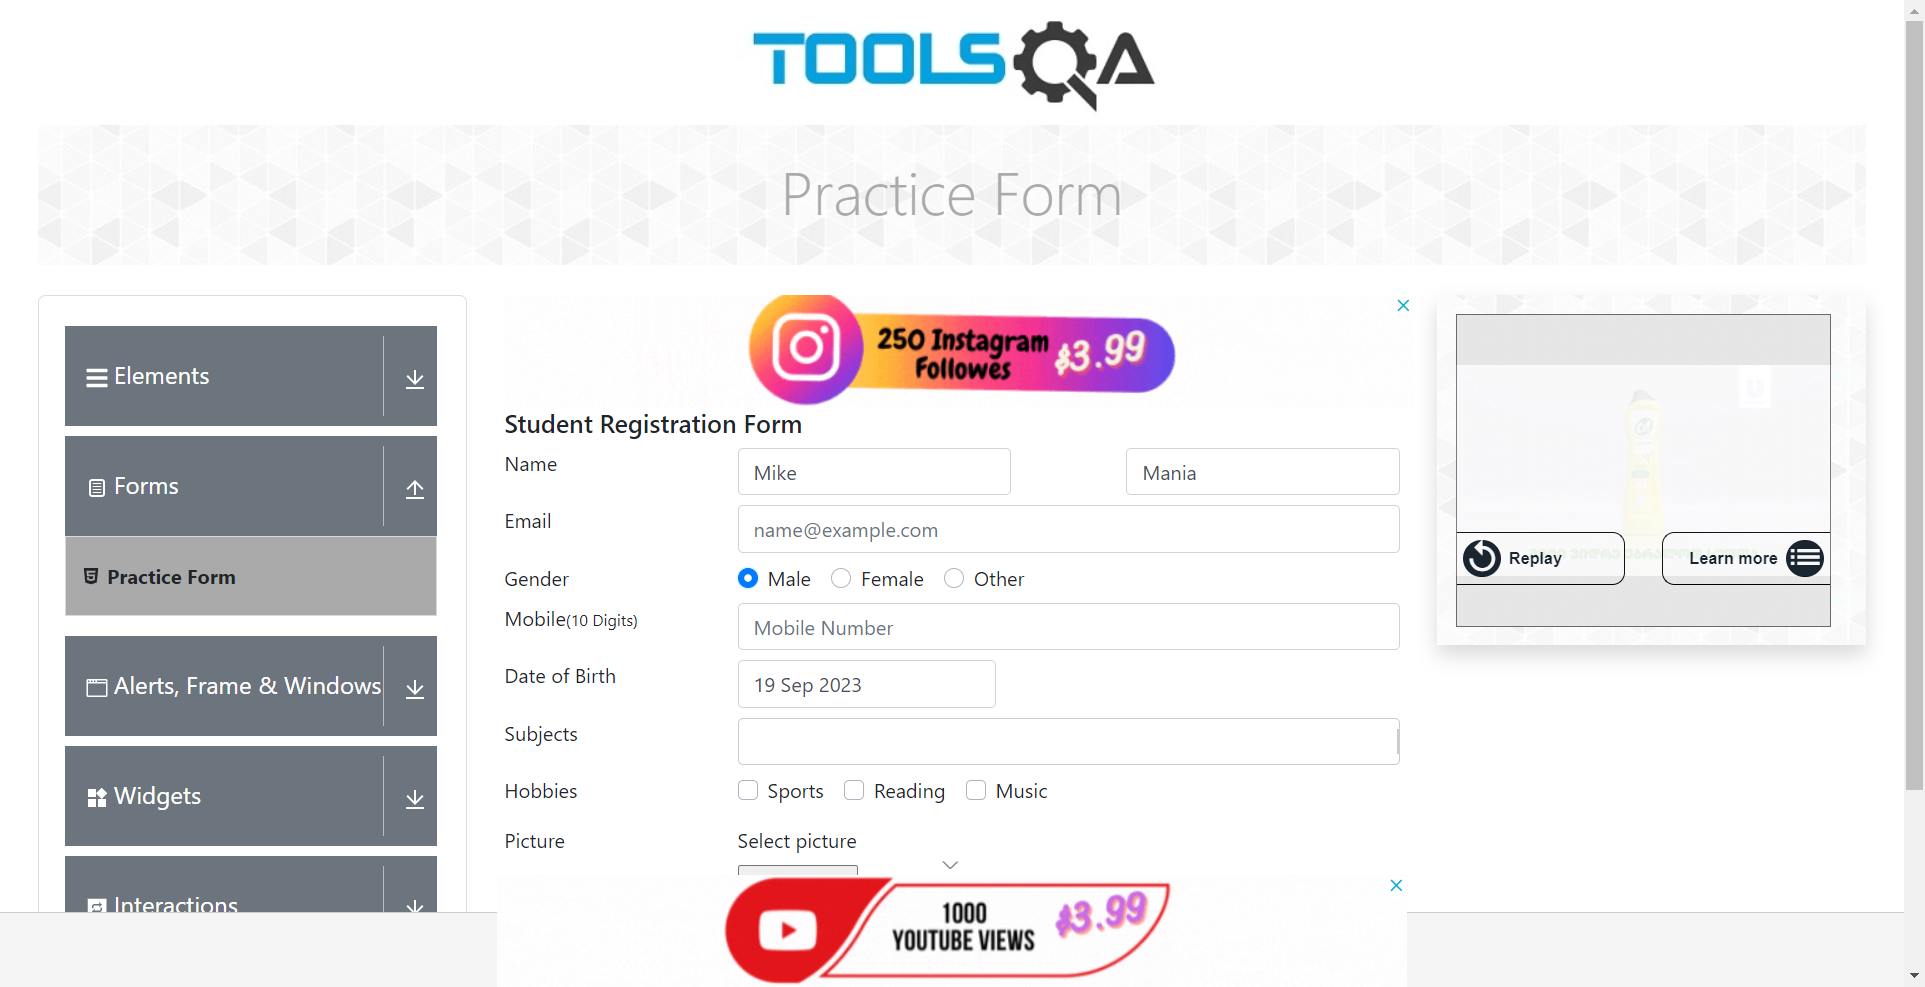 TOOLSQA
Practice Form
Elements
Forms
Practice Form
Alerts, Frame & Windows
Widgets
Interactions
250 Instagram
Followes
$3.99
Student Registration Form
Name
Mike
Mania
Email
name@example.com
Gender
Male
Female
Other
Mobile(10 Digits)
Mobile Number
Date of Birth
19 Sep 2023
Subjects
Hobbies
Sports
Reading
Music
Picture
Select picture
1000
YOUTUBE VIEWS
$3.99
Replay
Learn more